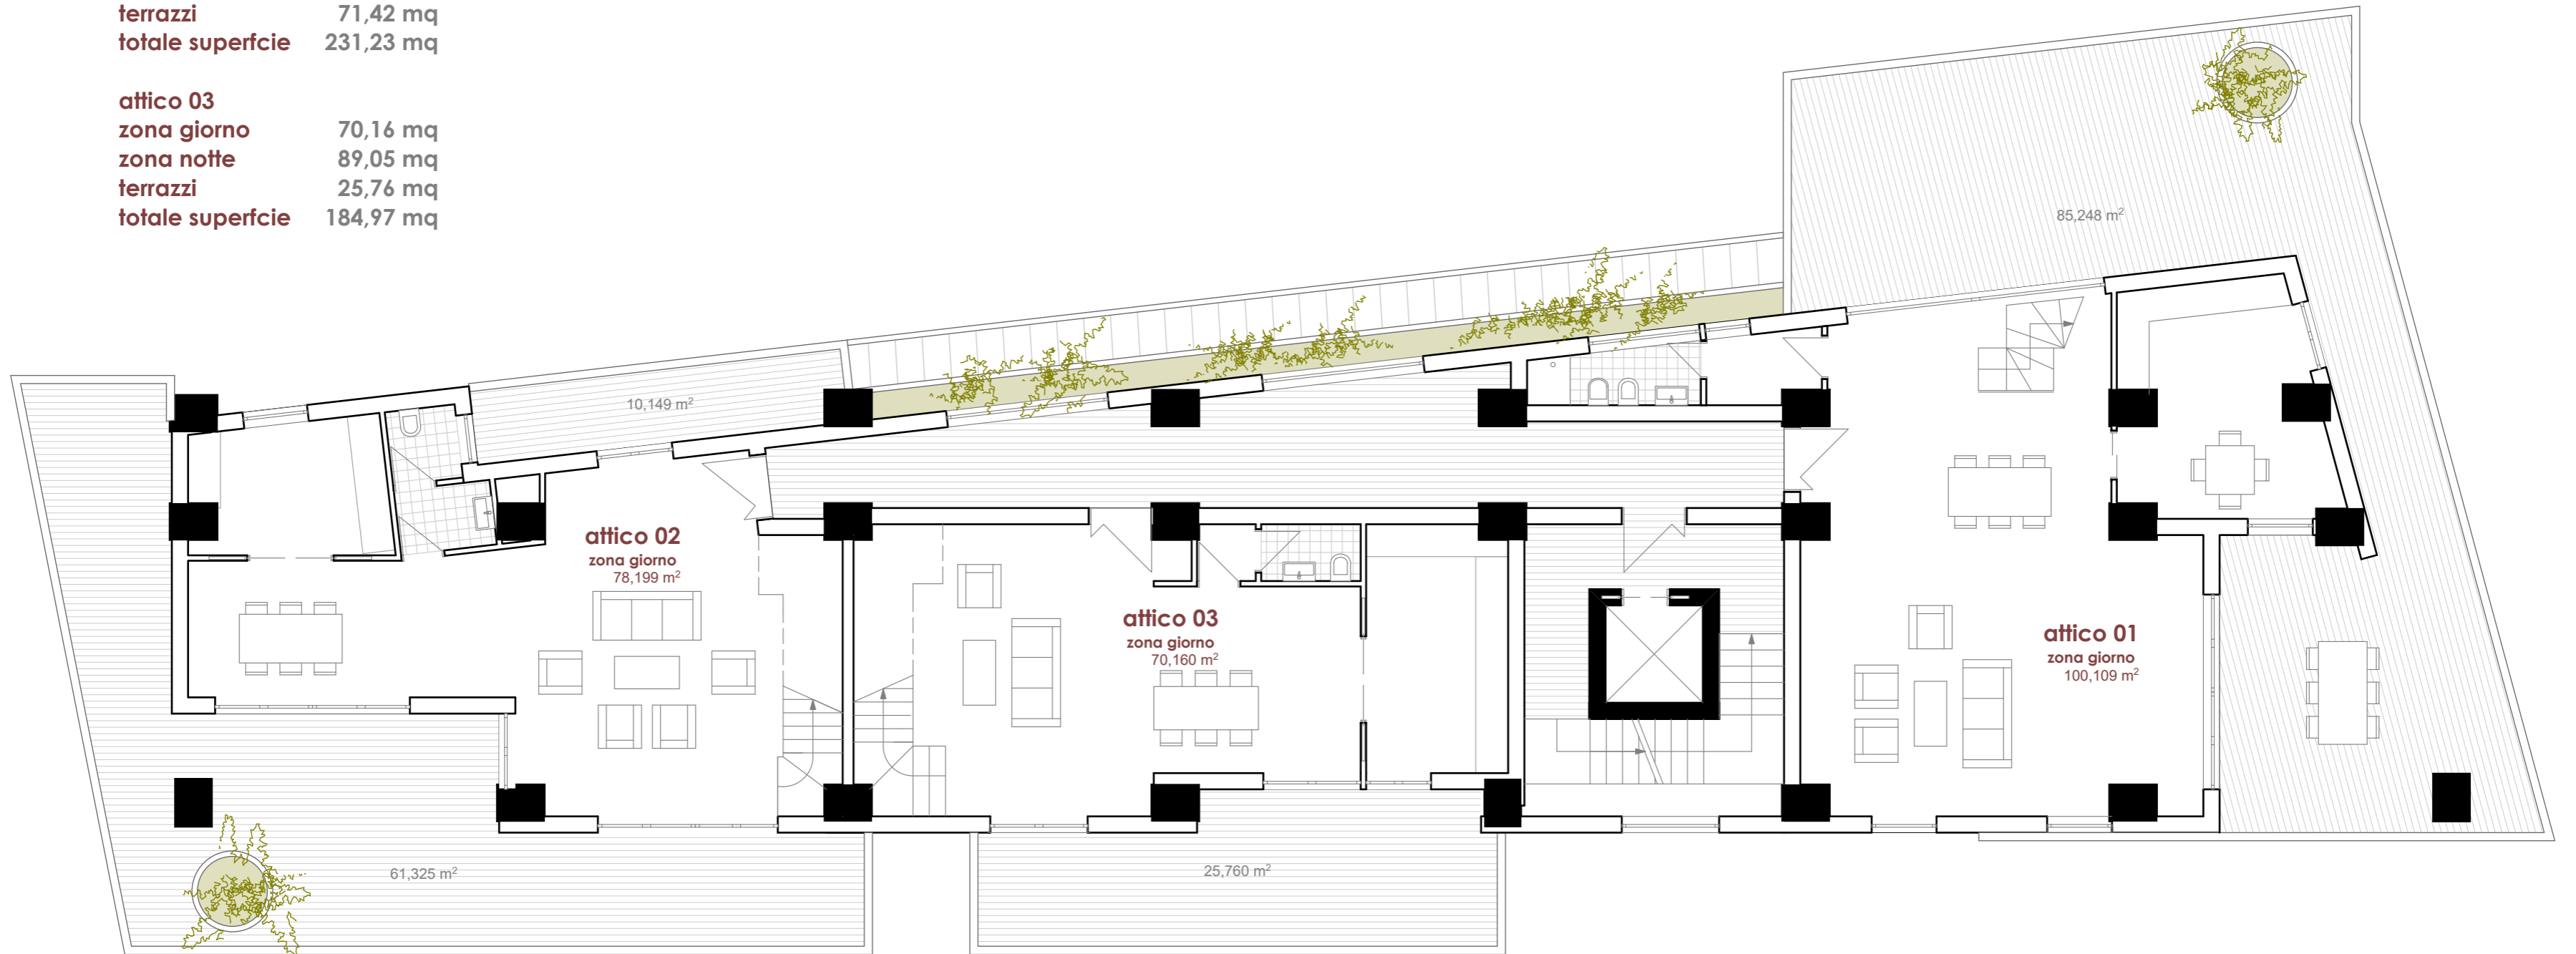 terrazzi 71,42 mq
totale superfcie 231,23 mq
attico 03
zona giorno 70,16 mq
zona notte 89,05 mq
terrazzi 25,76 mq
totale superfcie 184,97 mq
85,248 m²
10,149 m²
attico 02
zona giorno
78,199 m²
attico 03
zona giorno
70,160 m²
attico 01
zona giorno
100,109 m²
61,325 m²
25,760 m²